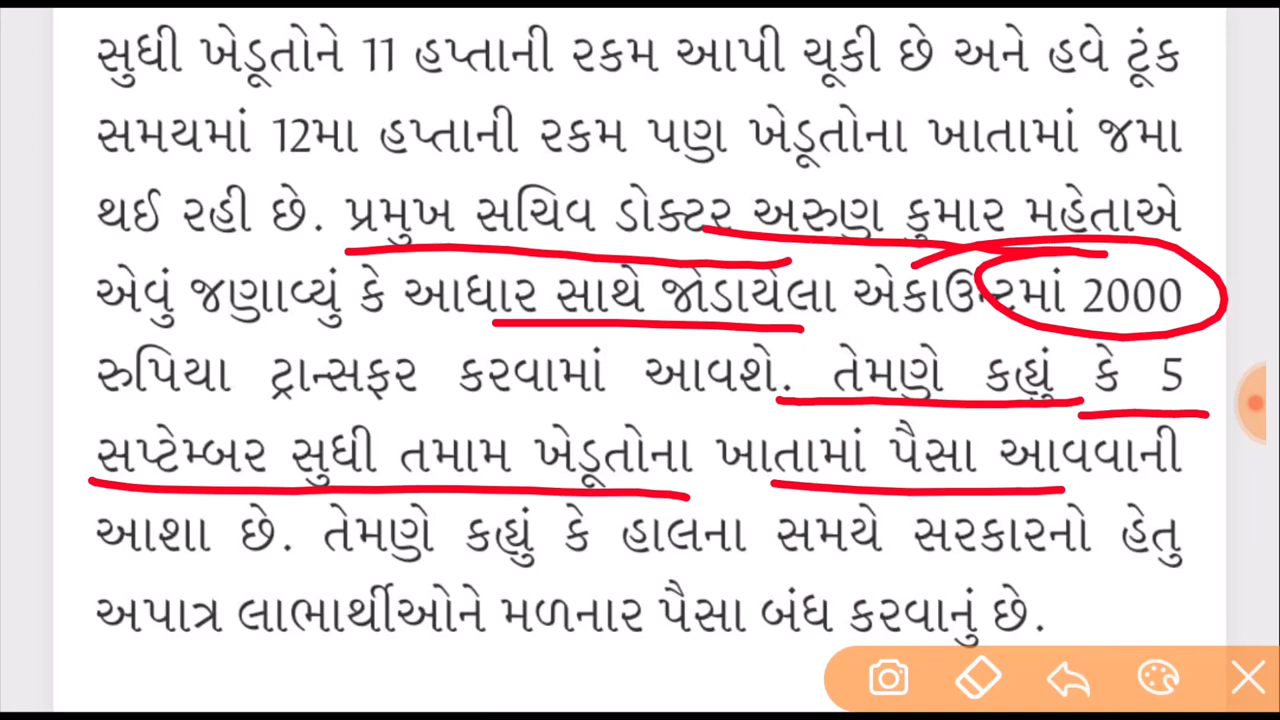 સુધી ખેડૂતોને 11 હપ્તાની રકમ આપી ચૂકી છે અને હવે ટૂંક
સમયમાં 12મા હપ્તાની રકમ પણ ખેડૂતોના ખાતામાં જમા
થઈ રહી છે. પ્રમુખ સચિવ ડોક્ટર અરુણ કુમાર મહેતાએ
એવું જણાવ્યું કે આધાર સાથે જોડાયેલા એકાઉન્ટમાં 2000
રુપિયા ટ્રાન્સફર કરવામાં આવશે. તેમણે કહ્યું કે 5
સપ્ટેમ્બર સુધી તમામ ખેડૂતોના ખાતામાં પૈસા આવવાની
આશા છે. તેમણે કહ્યું કે હાલના સમયે સરકારનો હેતુ
અપાત્ર લાભાર્થીઓને મળનાર પૈસા બંધ કરવાનું છે.